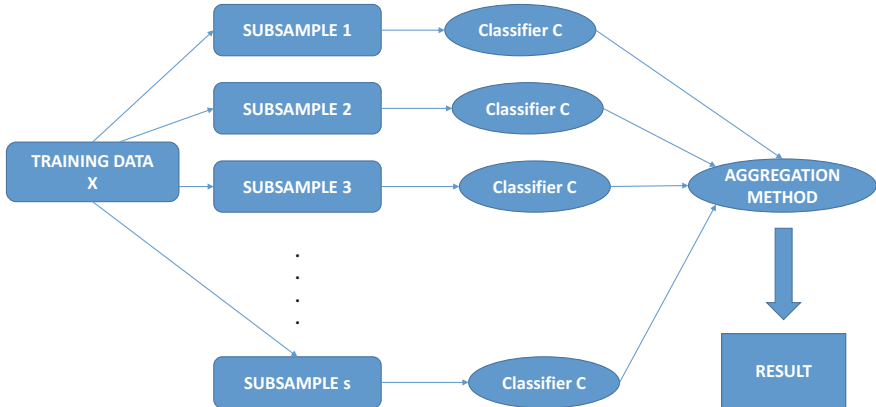 TRAINING DATA
X
SUBSAMPLE 1
Classifier C
SUBSAMPLE 2
Classifier C
SUBSAMPLE 3
Classifier C
SUBSAMPLE s
Classifier C
AGGREGATION
METHOD
RESULT